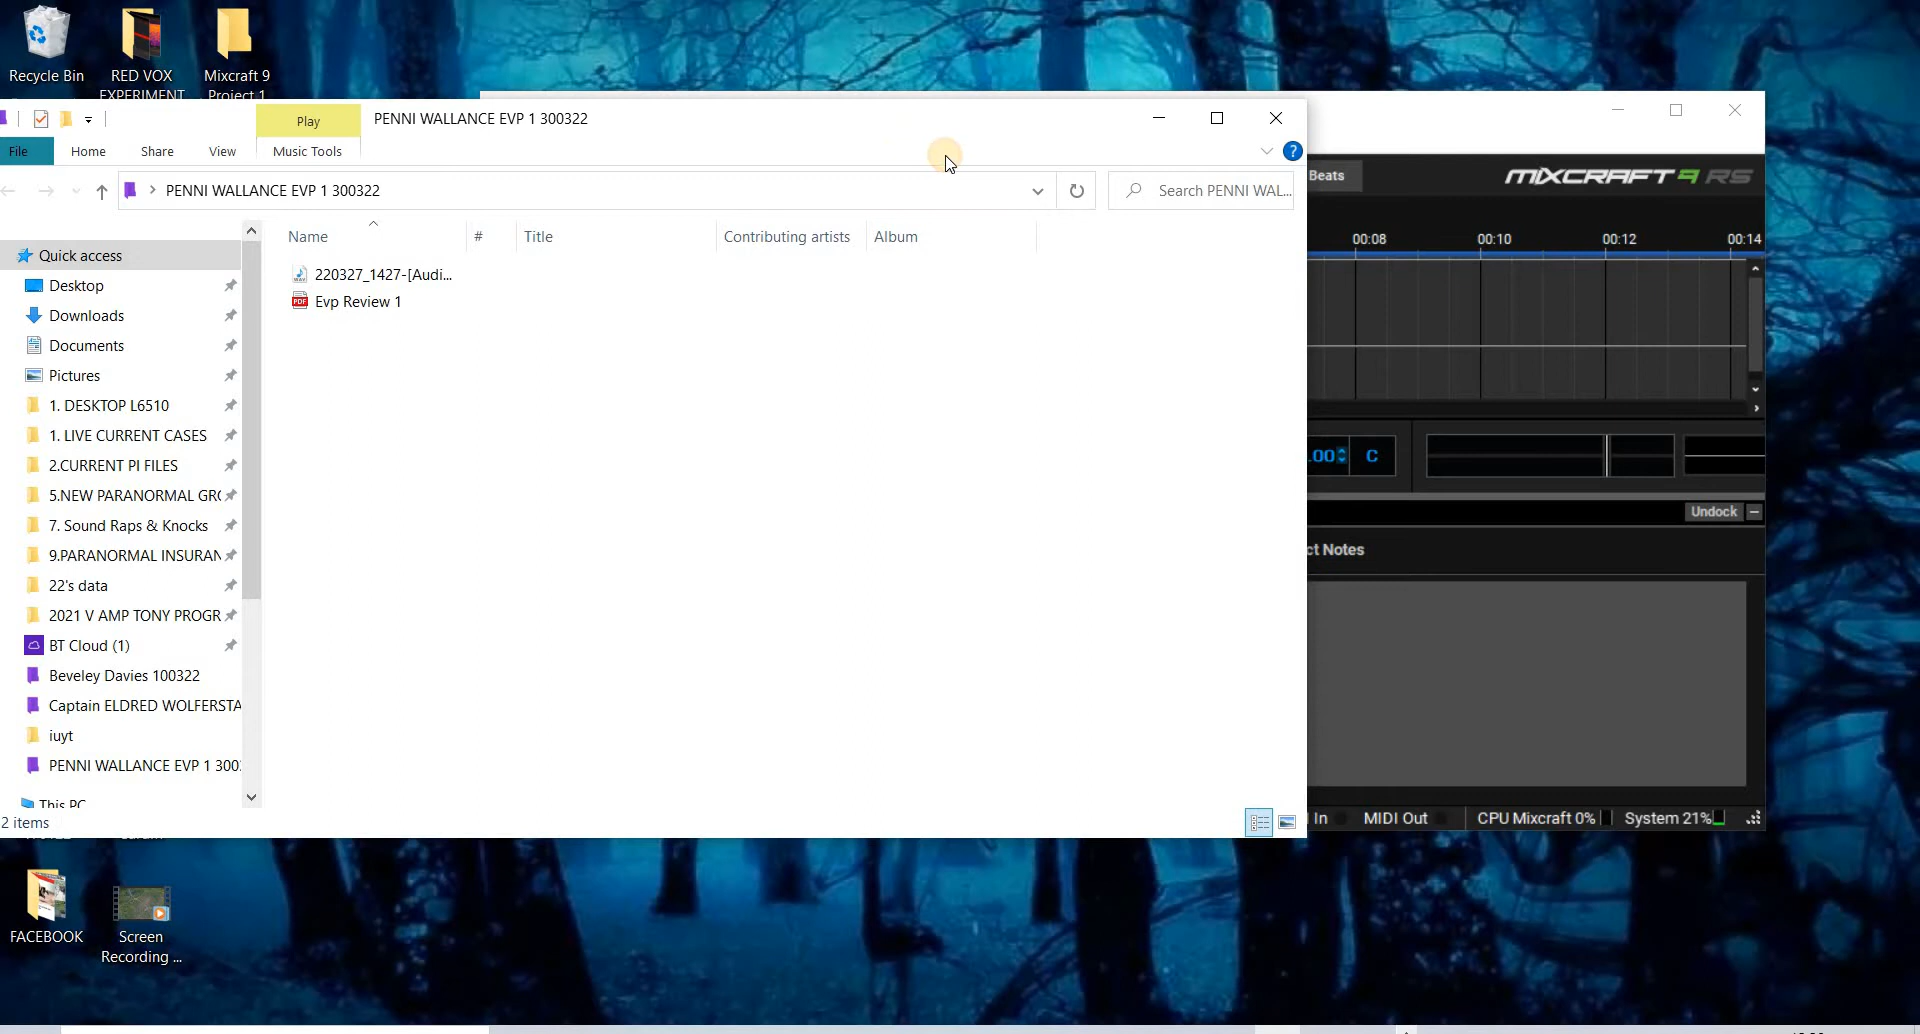 Recycle Bin
RED VOX
EXPERIMENT
Mixcraft 9
Project 1
Play
PENNI WALLANCE EVP 1 300322
File
Home
Share
View
Music Tools
PENNI WALLANCE EVP 1 300322
Search PENNI WAL...
Name
#
Title
Contributing artists
Album
Quick access
Desktop
Downloads
Documents
Pictures
1. DESKTOP L6510
1. LIVE CURRENT CASES
2.CURRENT PI FILES
5.NEW PARANORMAL GR
7. Sound Raps & Knocks
9.PARANORMAL INSURAN
22's data
2021 V AMP TONY PROGR
BT Cloud (1)
Beveley Davies 100322
Captain ELDRED WOLFERSTA
iuyt
PENNI WALLANCE EVP 1 300
This PC
220327_1427-[Audi...
PDF
Evp Review 1
2 items
Beats
MIXCRAFT 9 RS
00:08
00:10
00:12
00:14
.00
C
Undock
ct Notes
In
MIDI Out
CPU Mixcraft 0%
System 21%
FACEBOOK
Screen
Recording ...